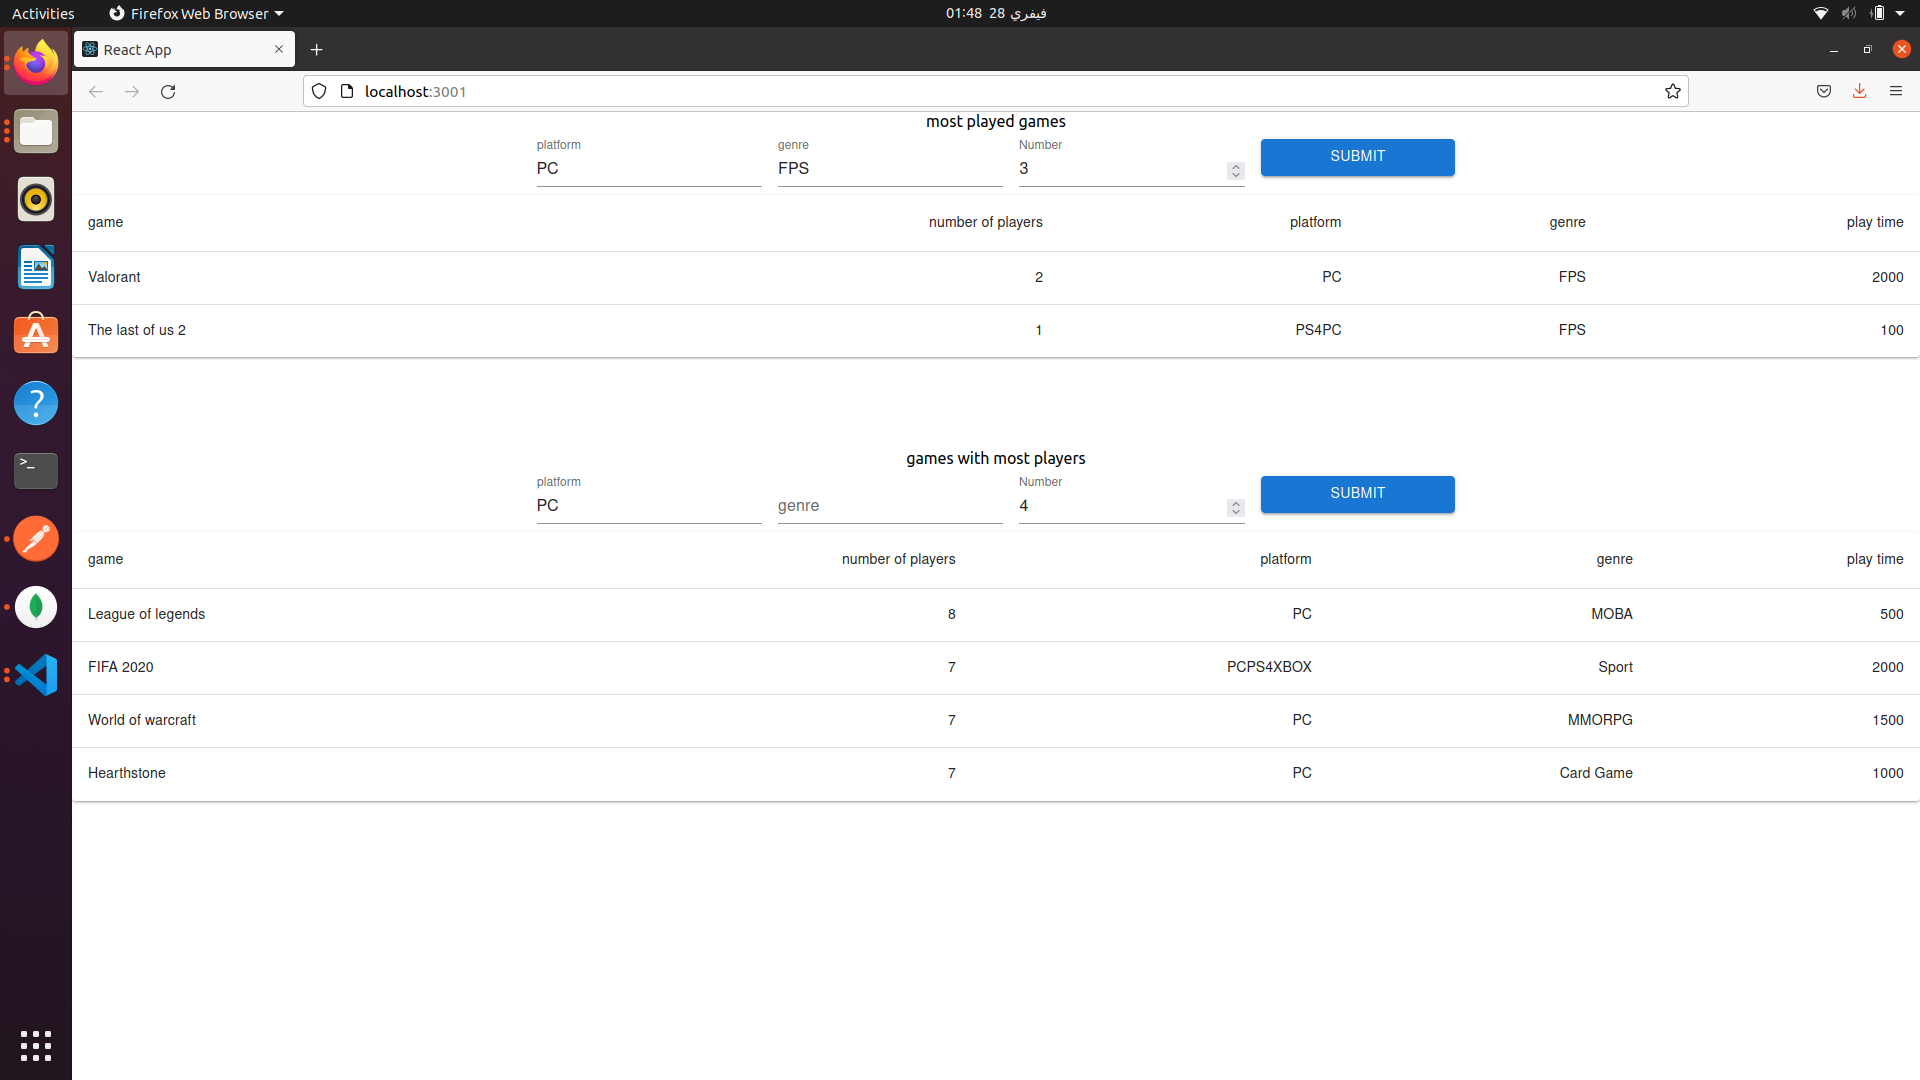 Activities Firefox Web Browser 01:48 28 فيفري
React App
localhost:3001
most played games
platform genre Number
PC FPS 3 SUBMIT
game number of players platform genre play time
Valorant 2 PC FPS 2000
The last of us 2 1 PS4PC FPS 100
games with most players
platform Number
PC genre 4 SUBMIT
game number of players platform genre play time
League of legends 8 PC MOBA 500
FIFA 2020 7 PCPS4XBOX Sport 2000
World of warcraft 7 PC MMORPG 1500
Hearthstone 7 PC Card Game 1000